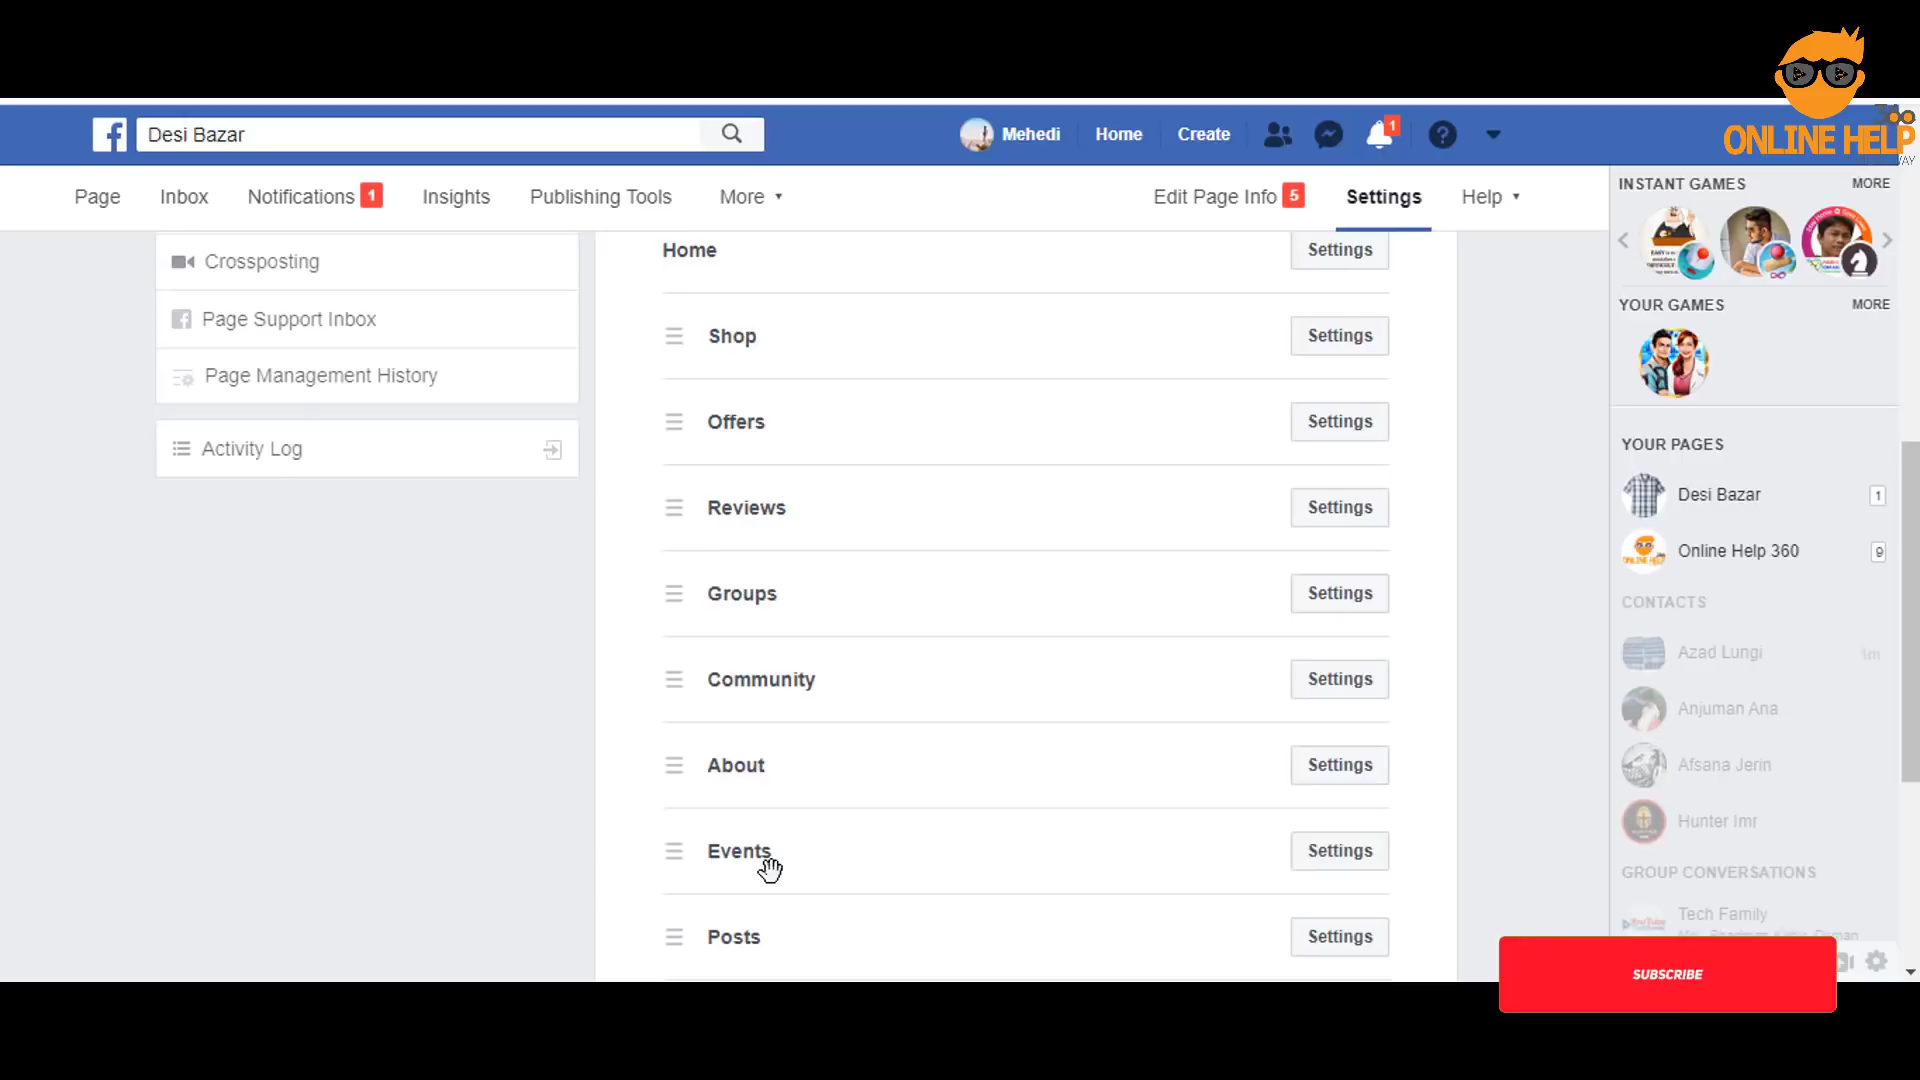 ONLINE HELP
Desi Bazar
Mehedi
Home
Create
1
Page
Inbox
Notifications 1
Insights
Publishing Tools
More
Edit Page Info 5
Settings
Help
Crossposting
Page Support Inbox
Page Management History
Activity Log
Home Settings
Shop Settings
Offers Settings
Reviews Settings
Groups Settings
Community Settings
About Settings
Events Settings
Posts Settings
INSTANT GAMES MORE
YOUR GAMES MORE
YOUR PAGES
Desi Bazar 1
Online Help 360 9
CONTACTS
Azad Lungi 1m
Anjuman Ana
Afsana Jerin
Hunter Imr
GROUP CONVERSATIONS
Tech Family
SUBSCRIBE